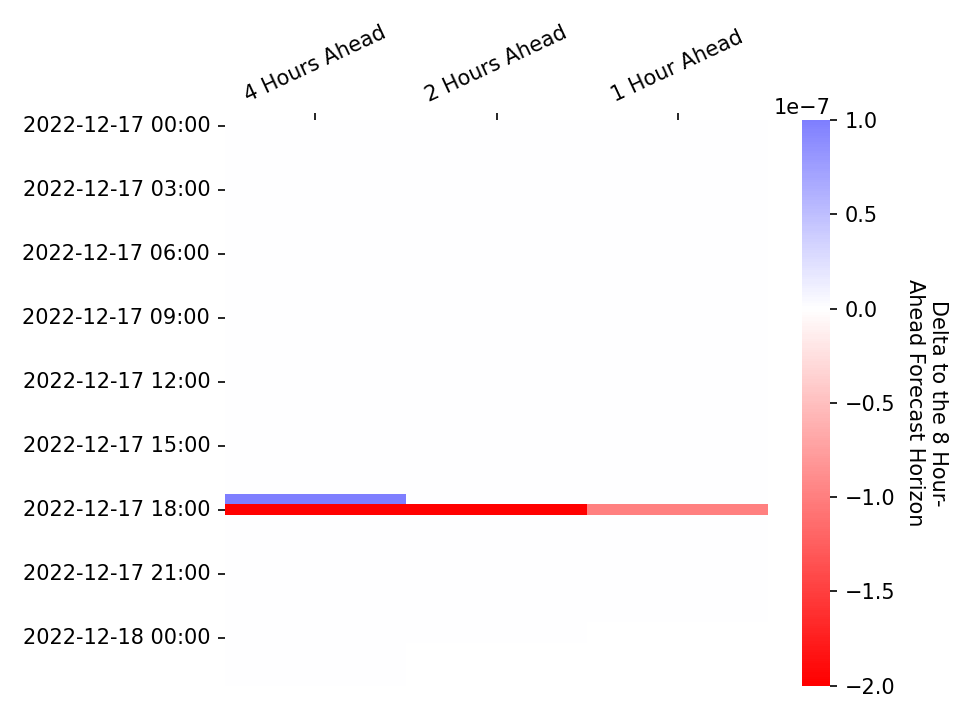 4 Hours Ahead
2 Hours Ahead
1 Hour Ahead
1e−7
2022-12-17 00:00
2022-12-17 03:00
2022-12-17 06:00
2022-12-17 09:00
2022-12-17 12:00
2022-12-17 15:00
2022-12-17 18:00
2022-12-17 21:00
2022-12-18 00:00
1.0
0.5
0.0
−0.5
−1.0
−1.5
−2.0
Delta to the 8 Hour-
Ahead Forecast Horizon